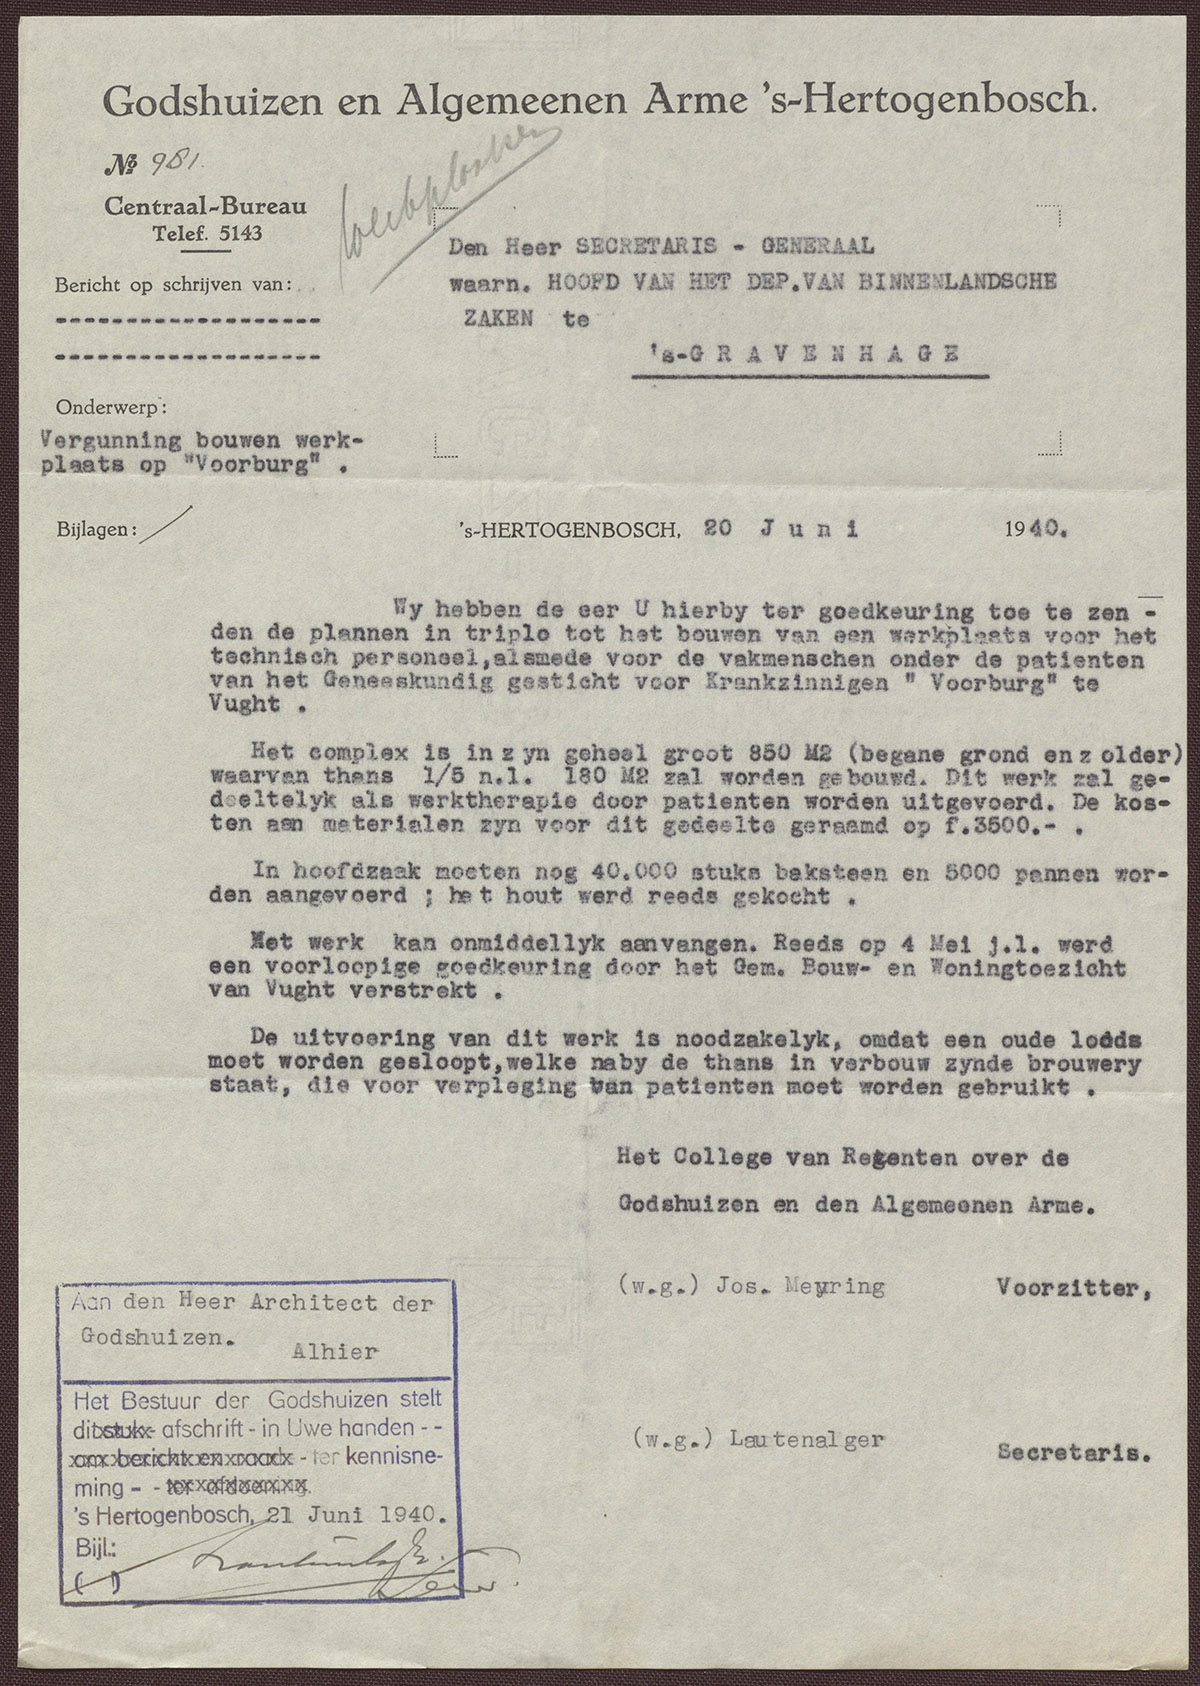 Godshuizen en Algemeenen Arme 's-Hertogenbosch.
№ 981.
Werkplaatsen
Centraal-Bureau
Telef. 5143
Bericht op schrijven van:
Den Heer SECRETARIS - GENERAAL
waarn. HOOFD VAN HET DEP.VAN BINNENLANDSCHE
ZAKEN te
's-GRAVENHAGE
Onderwerp:
Vergunning bouwen werk-
plaats op "Voorburg" .
Bijlagen: /
's-HERTOGENBOSCH, 20 Juni 1940.
Wy hebben de eer U hierby ter goedkeuring toe te zen -
den de plannen in triplo tot het bouwen van een werkplaats voor het
technisch personeel,alsmede voor de vakmenschen onder de patienten
van het Geneeskundig gesticht voor Krankzinnigen " Voorburg" te
Vught .
Het complex is in zyn geheel groot 850 M2 (begane grond en zolder)
waarvan thans 1/5 n.l. 180 M2 zal worden gebouwd. Dit werk zal ge-
deeltelyk als werktherapie door patienten worden uitgevoerd. De kos-
ten aan materialen zyn voor dit gedeelte geraamd op f.3500.- .
In hoofdzaak moeten nog 40.000 stuks baksteen en 5000 pannen wor-
den aangevoerd ; het hout werd reeds gekocht .
Het werk kan onmiddellyk aanvangen. Reeds op 4 Mei j.l. werd
een voorloopige goedkeuring door het Gem. Bouw- en Woningtoezicht
van Vught verstrekt .
De uitvoering van dit werk is noodzakelyk, omdat een oude loods
moet worden gesloopt,welke naby de thans in verbouw zynde brouwery
staat, die voor verpleging van patienten moet worden gebruikt .
Het College van Regenten over de
Godshuizen en den Algemeenen Arme.
(w.g.) Jos. Meyring Voorzitter,
(w.g.) Lautenalger Secretaris.
Aan den Heer Architect der
Godshuizen.
Alhier
Het Bestuur der Godshuizen stelt
dit stuk - afschrift - in Uwe handen - -
om bericht en raad - ter kennisne-
ming - - ter afdoening.
's Hertogenbosch, 21 Juni 1940.
Bijl.:
( )